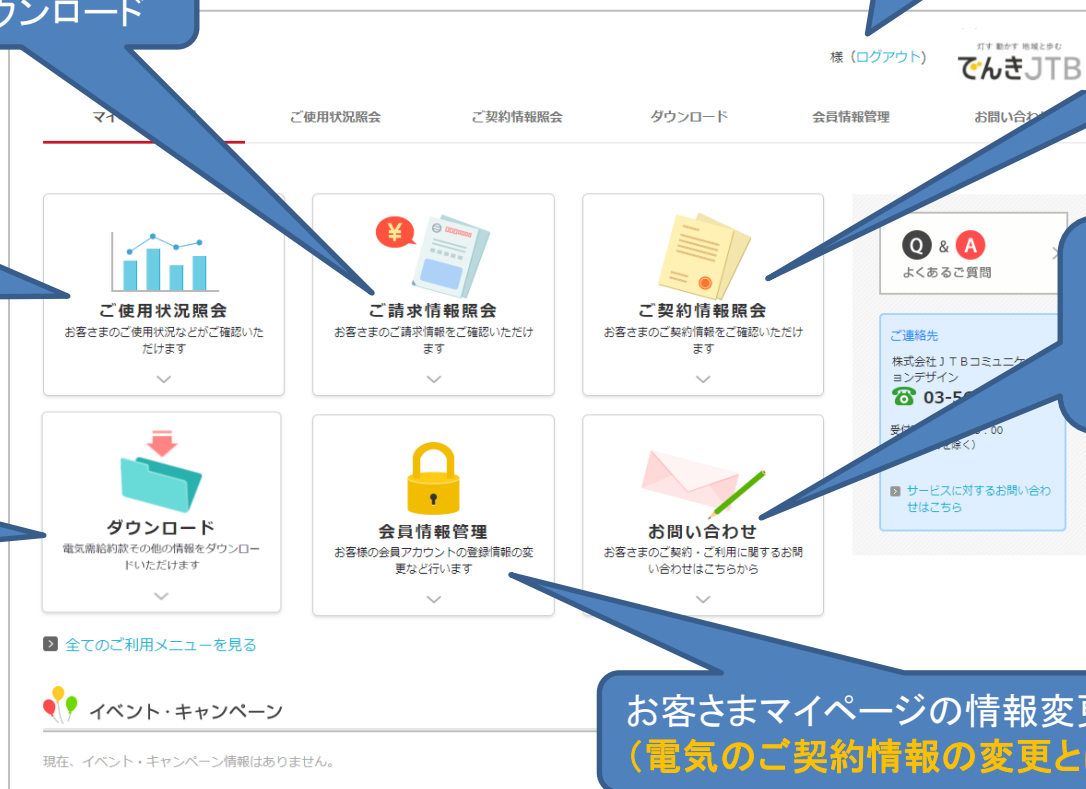 ウンロード
様（ログアウト）
灯す 動かす 地域と歩む
でんきJTB
マイ
ご使用状況照会
ご契約情報照会
ダウンロード
会員情報管理
お問い合わ
ご使用状況照会
お客さまのご使用状況などがご確認いた
だけます
ご請求情報照会
お客さまのご請求情報をご確認いただけ
ます
ご契約情報照会
お客さまのご契約情報をご確認いただけ
ます
Q & A
よくあるご質問
ご連絡先
株式会社ＪＴＢコミュニケ
ョンデザイン
03-5
受付
：00
を除く）
サービスに対するお問い合わ
せはこちら
ダウンロード
電気需給約款その他の情報をダウンロー
ドいただけます
会員情報管理
お客様の会員アカウントの登録情報の変
更など行います
お問い合わせ
お客さまのご契約・ご利用に関するお問
い合わせはこちらから
全てのご利用メニューを見る
イベント・キャンペーン
現在、イベント・キャンペーン情報はありません。
お客さまマイページの情報変更
（電気のご契約情報の変更と